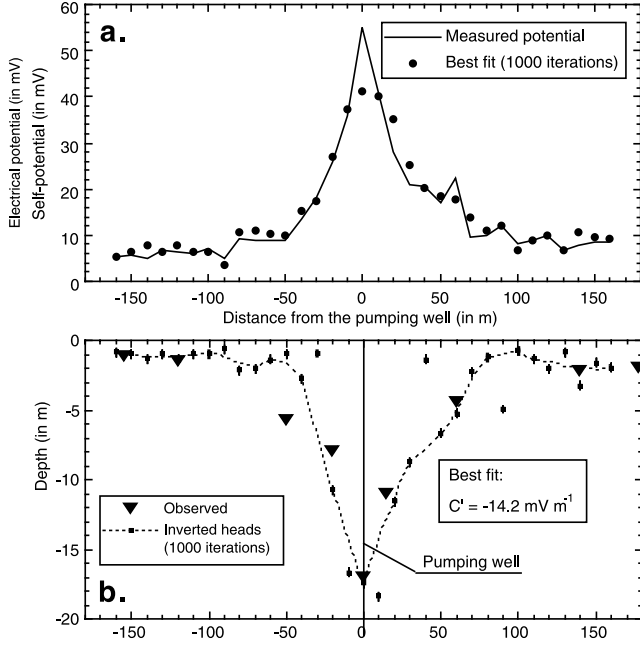 60
50
40
30
20
10
0
Electrical potential (in mV)
Self-potential (in mV)
a.
Measured potential
Best fit (1000 iterations)
-150 -100 -50 0 50 100 150
Distance from the pumping well (in m)
0
-5
-10
-15
-20
Depth (in m)
Observed
Inverted heads
(1000 iterations)
Best fit:
C' = -14.2 mV m-1
Pumping well
b.
-150 -100 -50 0 50 100 150